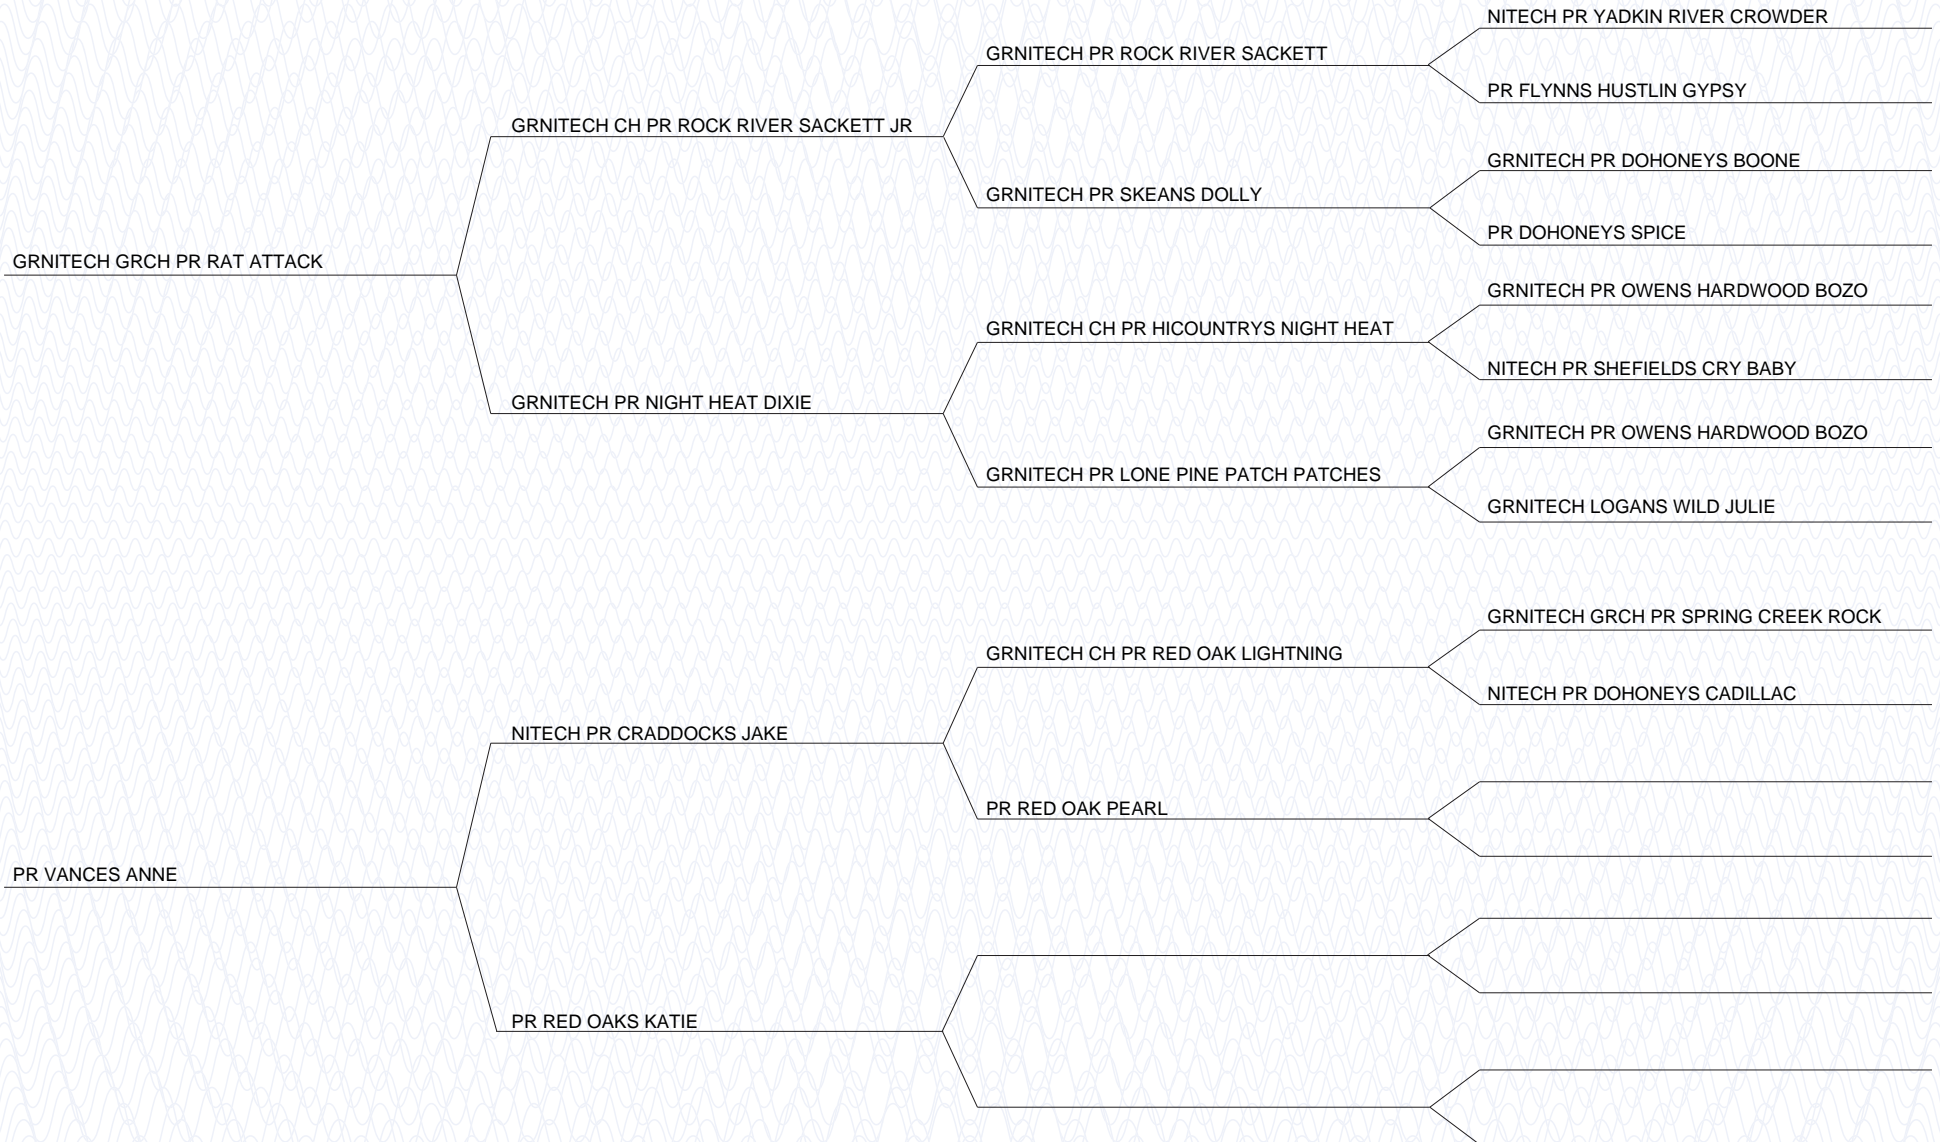 NITECH PR YADKIN RIVER CROWDER
GRNITECH PR ROCK RIVER SACKETT
PR FLYNNS HUSTLIN GYPSY
GRNITECH CH PR ROCK RIVER SACKETT JR
GRNITECH PR DOHONEYS BOONE
GRNITECH PR SKEANS DOLLY
PR DOHONEYS SPICE
GRNITECH GRCH PR RAT ATTACK
GRNITECH PR OWENS HARDWOOD BOZO
GRNITECH CH PR HICOUNTRYS NIGHT HEAT
NITECH PR SHEFIELDS CRY BABY
GRNITECH PR NIGHT HEAT DIXIE
GRNITECH PR OWENS HARDWOOD BOZO
GRNITECH PR LONE PINE PATCH PATCHES
GRNITECH LOGANS WILD JULIE
GRNITECH GRCH PR SPRING CREEK ROCK
GRNITECH CH PR RED OAK LIGHTNING
NITECH PR DOHONEYS CADILLAC
NITECH PR CRADDOCKS JAKE
PR RED OAK PEARL
PR VANCES ANNE
PR RED OAKS KATIE